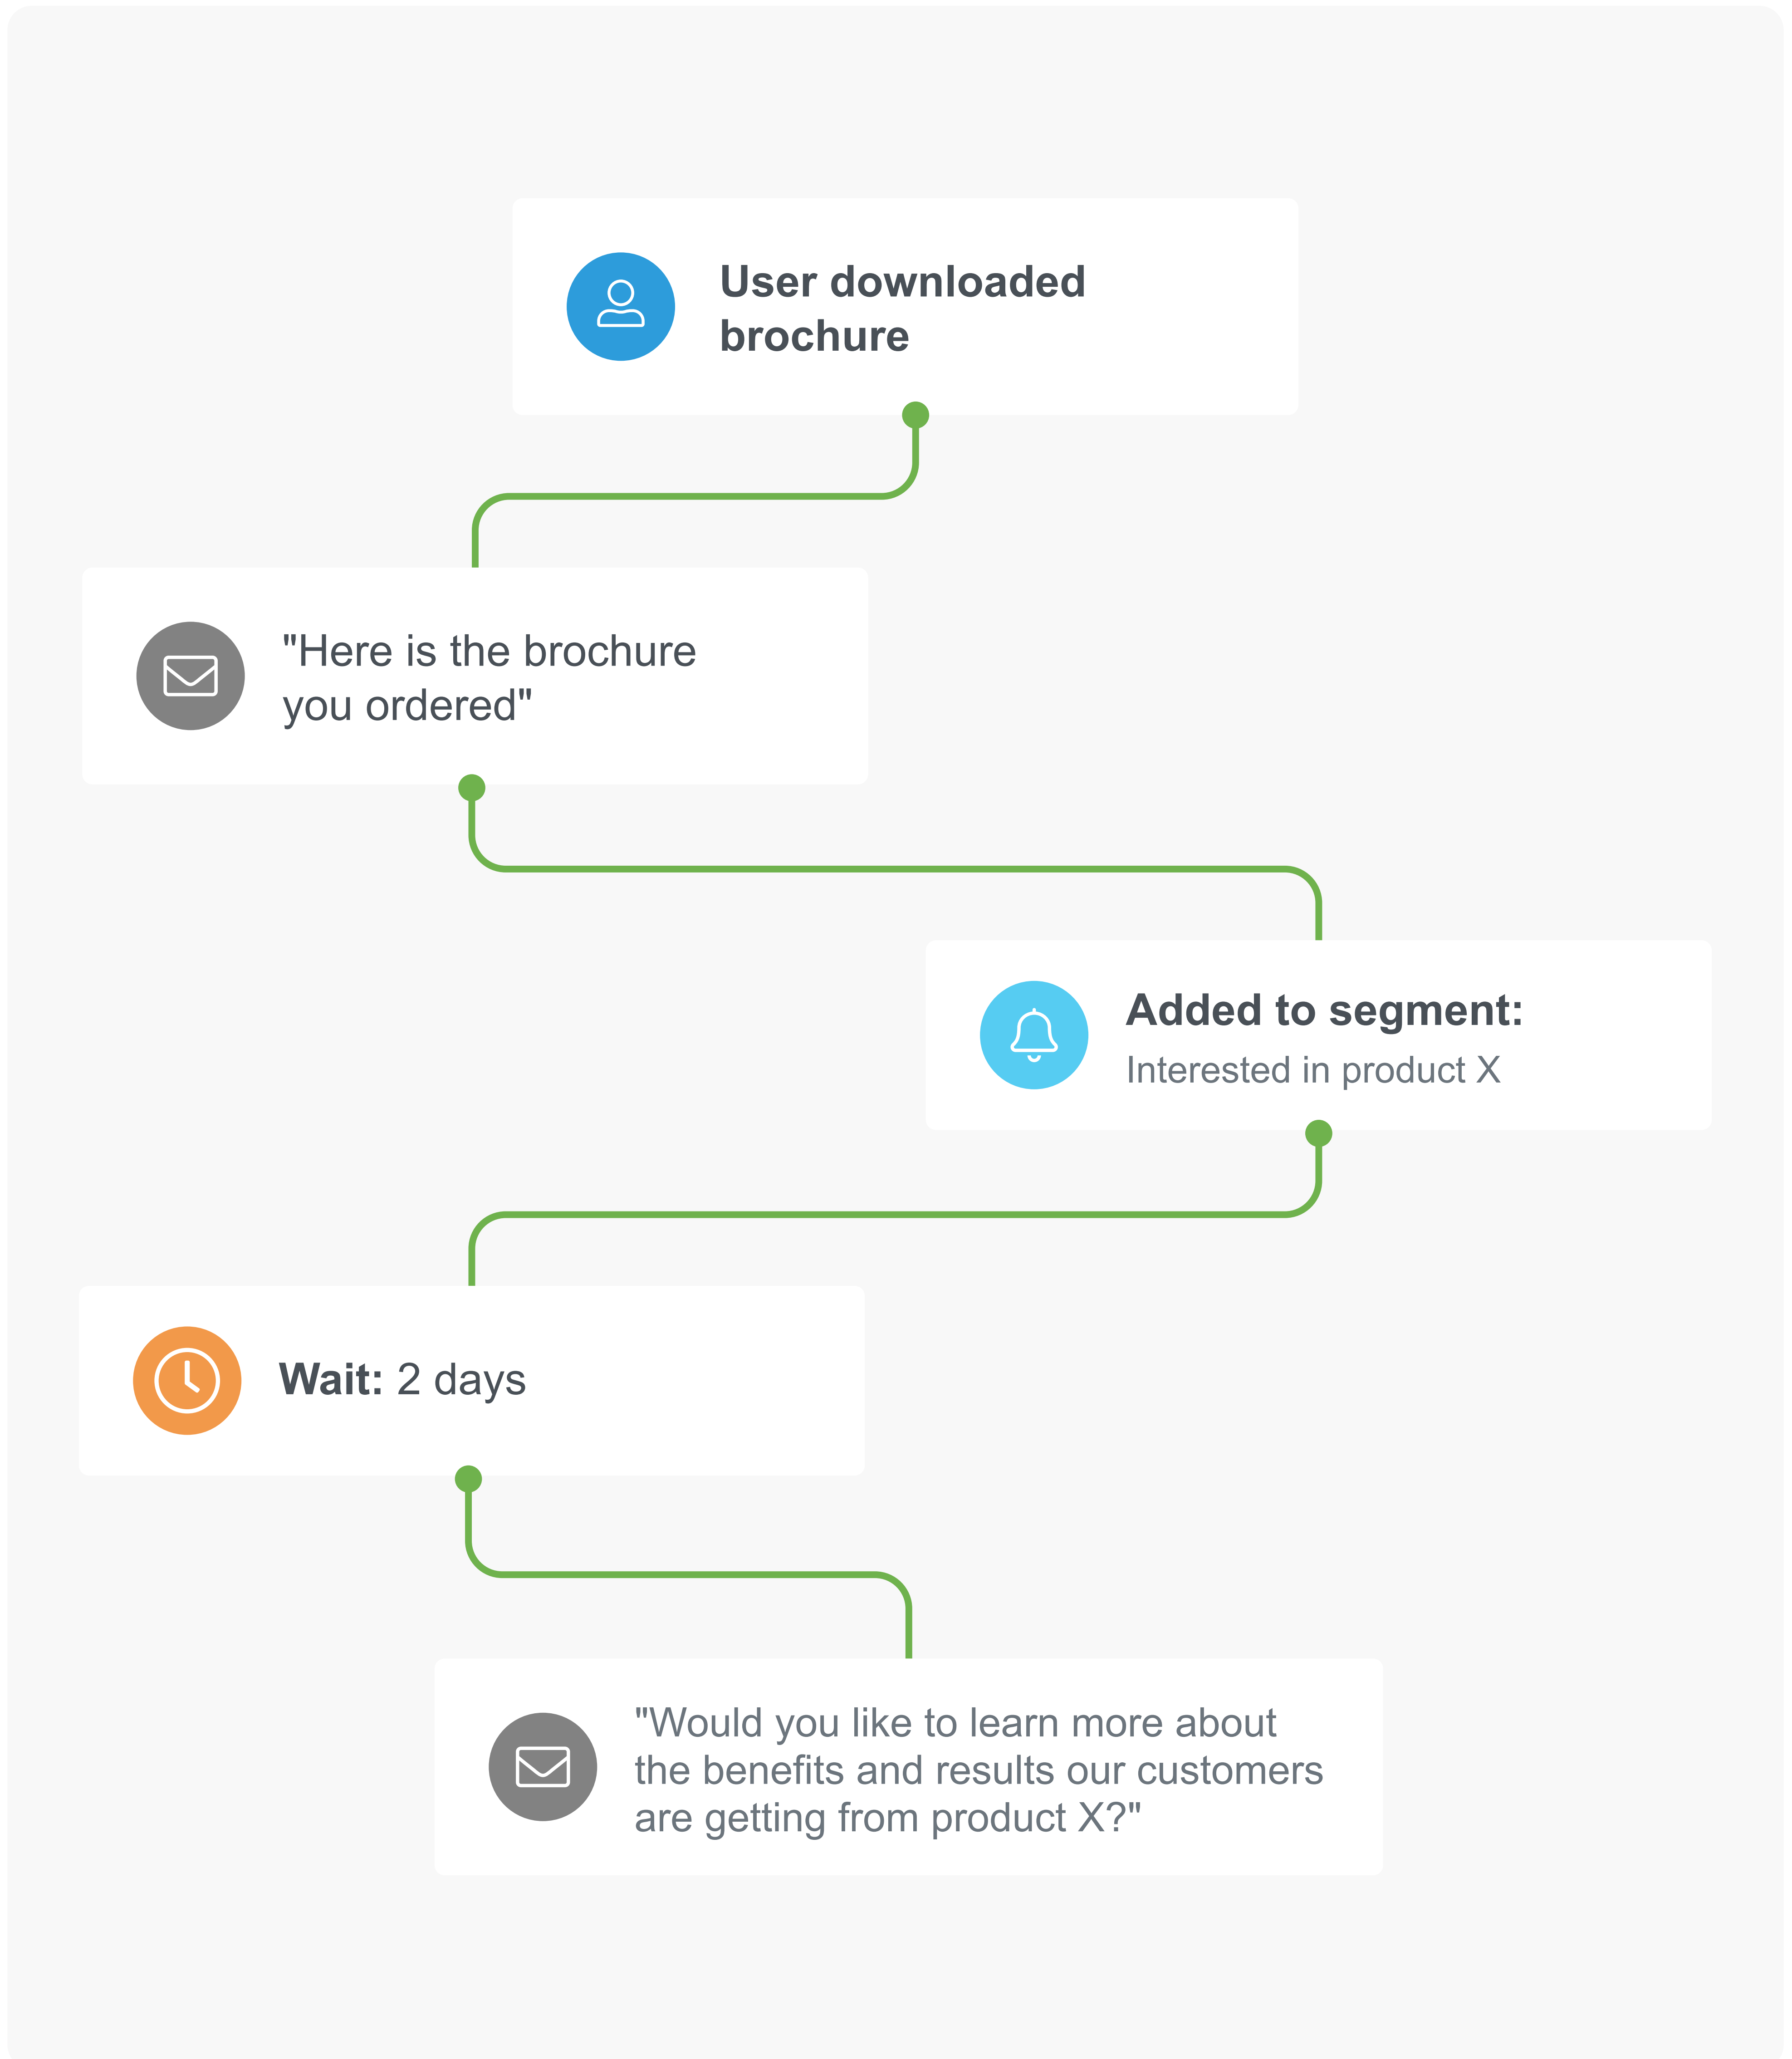 User downloaded
brochure
"Here is the brochure
you ordered"
Added to segment:
Interested in product X
Wait: 2 days
"Would you like to learn more about
the benefits and results our customers
are getting from product X?"